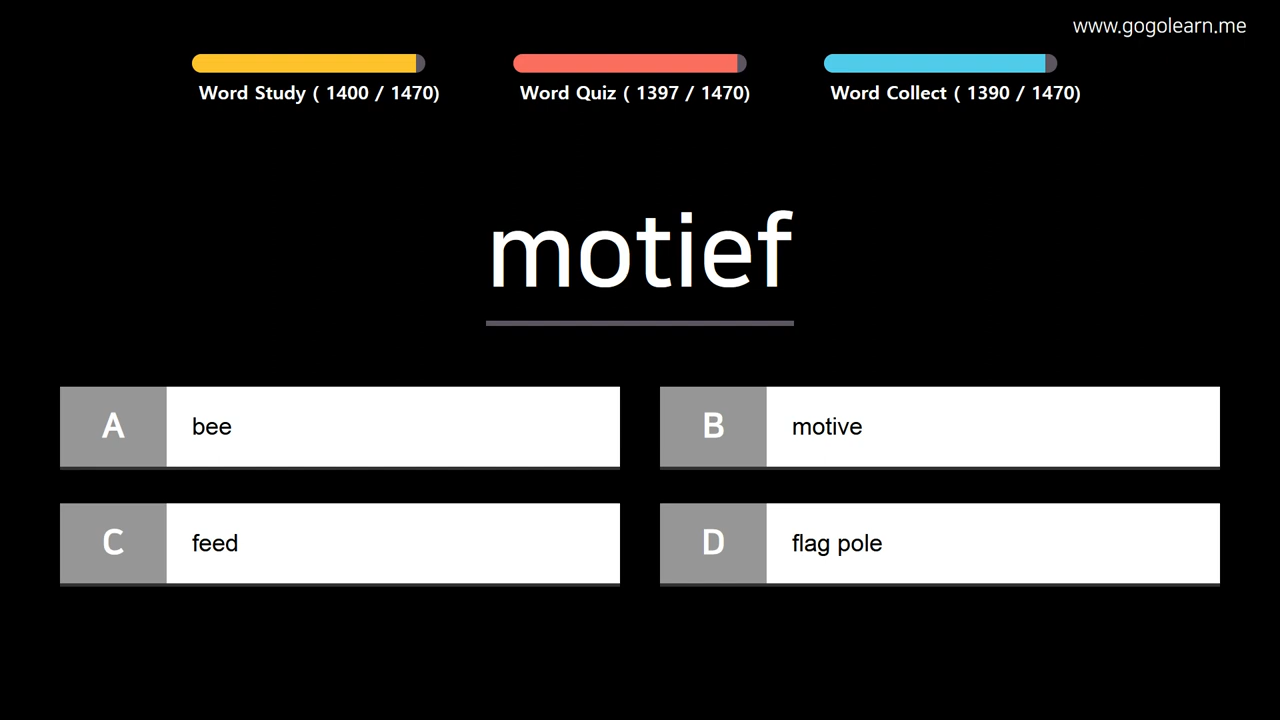 www.gogolearn.me
Word Study ( 1400 / 1470)
Word Quiz ( 1397 / 1470)
Word Collect ( 1390 / 1470)
motief
A bee
B motive
C feed
D flag pole